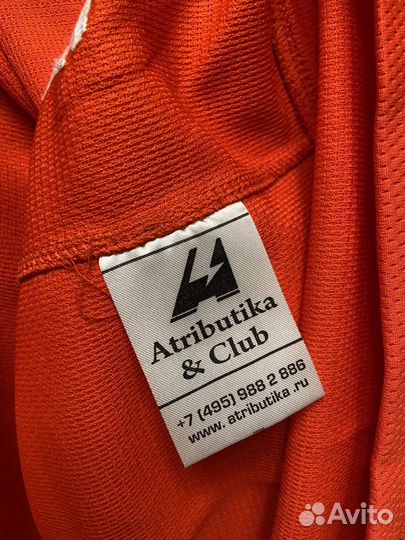 Atributika
& Club
+7 (495) 988 2 886
www. atributika .ru
Avito